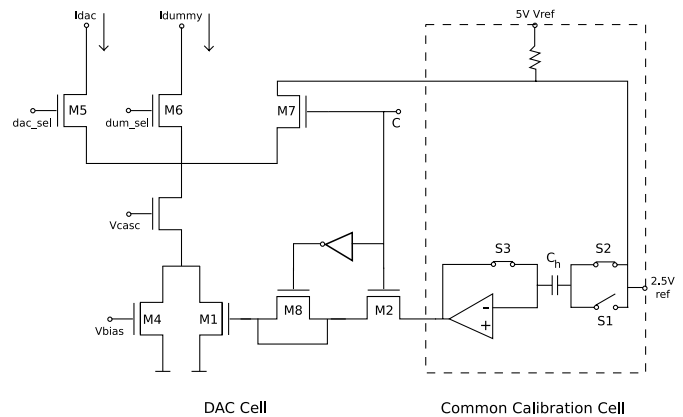 Idac
Idummy
5V Vref
M5
M6
M7
dac_sel
dum_sel
C
Vcasc
S3
Ch
S2
2.5V
ref
S1
-
+
M4
M1
M8
M2
Vbias
DAC Cell
Common Calibration Cell